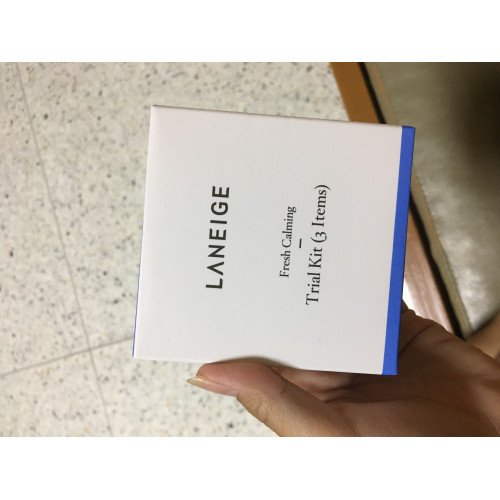 LANEIGE
Fresh Calming
Trial Kit (3 Items)